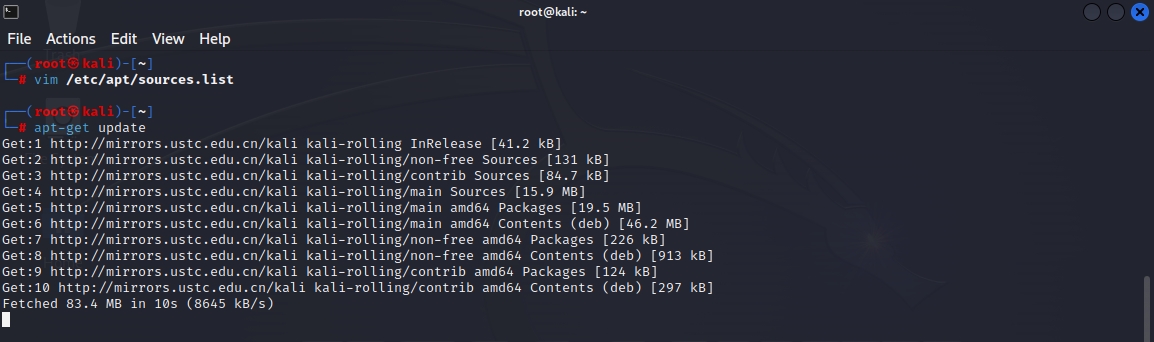 root@kali: ~
File Actions Edit View Help
┌──(root㉿kali)-[~]
└─# vim /etc/apt/sources.list
┌──(root㉿kali)-[~]
└─# apt-get update
Get:1 http://mirrors.ustc.edu.cn/kali kali-rolling InRelease [41.2 kB]
Get:2 http://mirrors.ustc.edu.cn/kali kali-rolling/non-free Sources [131 kB]
Get:3 http://mirrors.ustc.edu.cn/kali kali-rolling/contrib Sources [84.7 kB]
Get:4 http://mirrors.ustc.edu.cn/kali kali-rolling/main Sources [15.9 MB]
Get:5 http://mirrors.ustc.edu.cn/kali kali-rolling/main amd64 Packages [19.5 MB]
Get:6 http://mirrors.ustc.edu.cn/kali kali-rolling/main amd64 Contents (deb) [46.2 MB]
Get:7 http://mirrors.ustc.edu.cn/kali kali-rolling/non-free amd64 Packages [226 kB]
Get:8 http://mirrors.ustc.edu.cn/kali kali-rolling/non-free amd64 Contents (deb) [913 kB]
Get:9 http://mirrors.ustc.edu.cn/kali kali-rolling/contrib amd64 Packages [124 kB]
Get:10 http://mirrors.ustc.edu.cn/kali kali-rolling/contrib amd64 Contents (deb) [297 kB]
Fetched 83.4 MB in 10s (8645 kB/s)